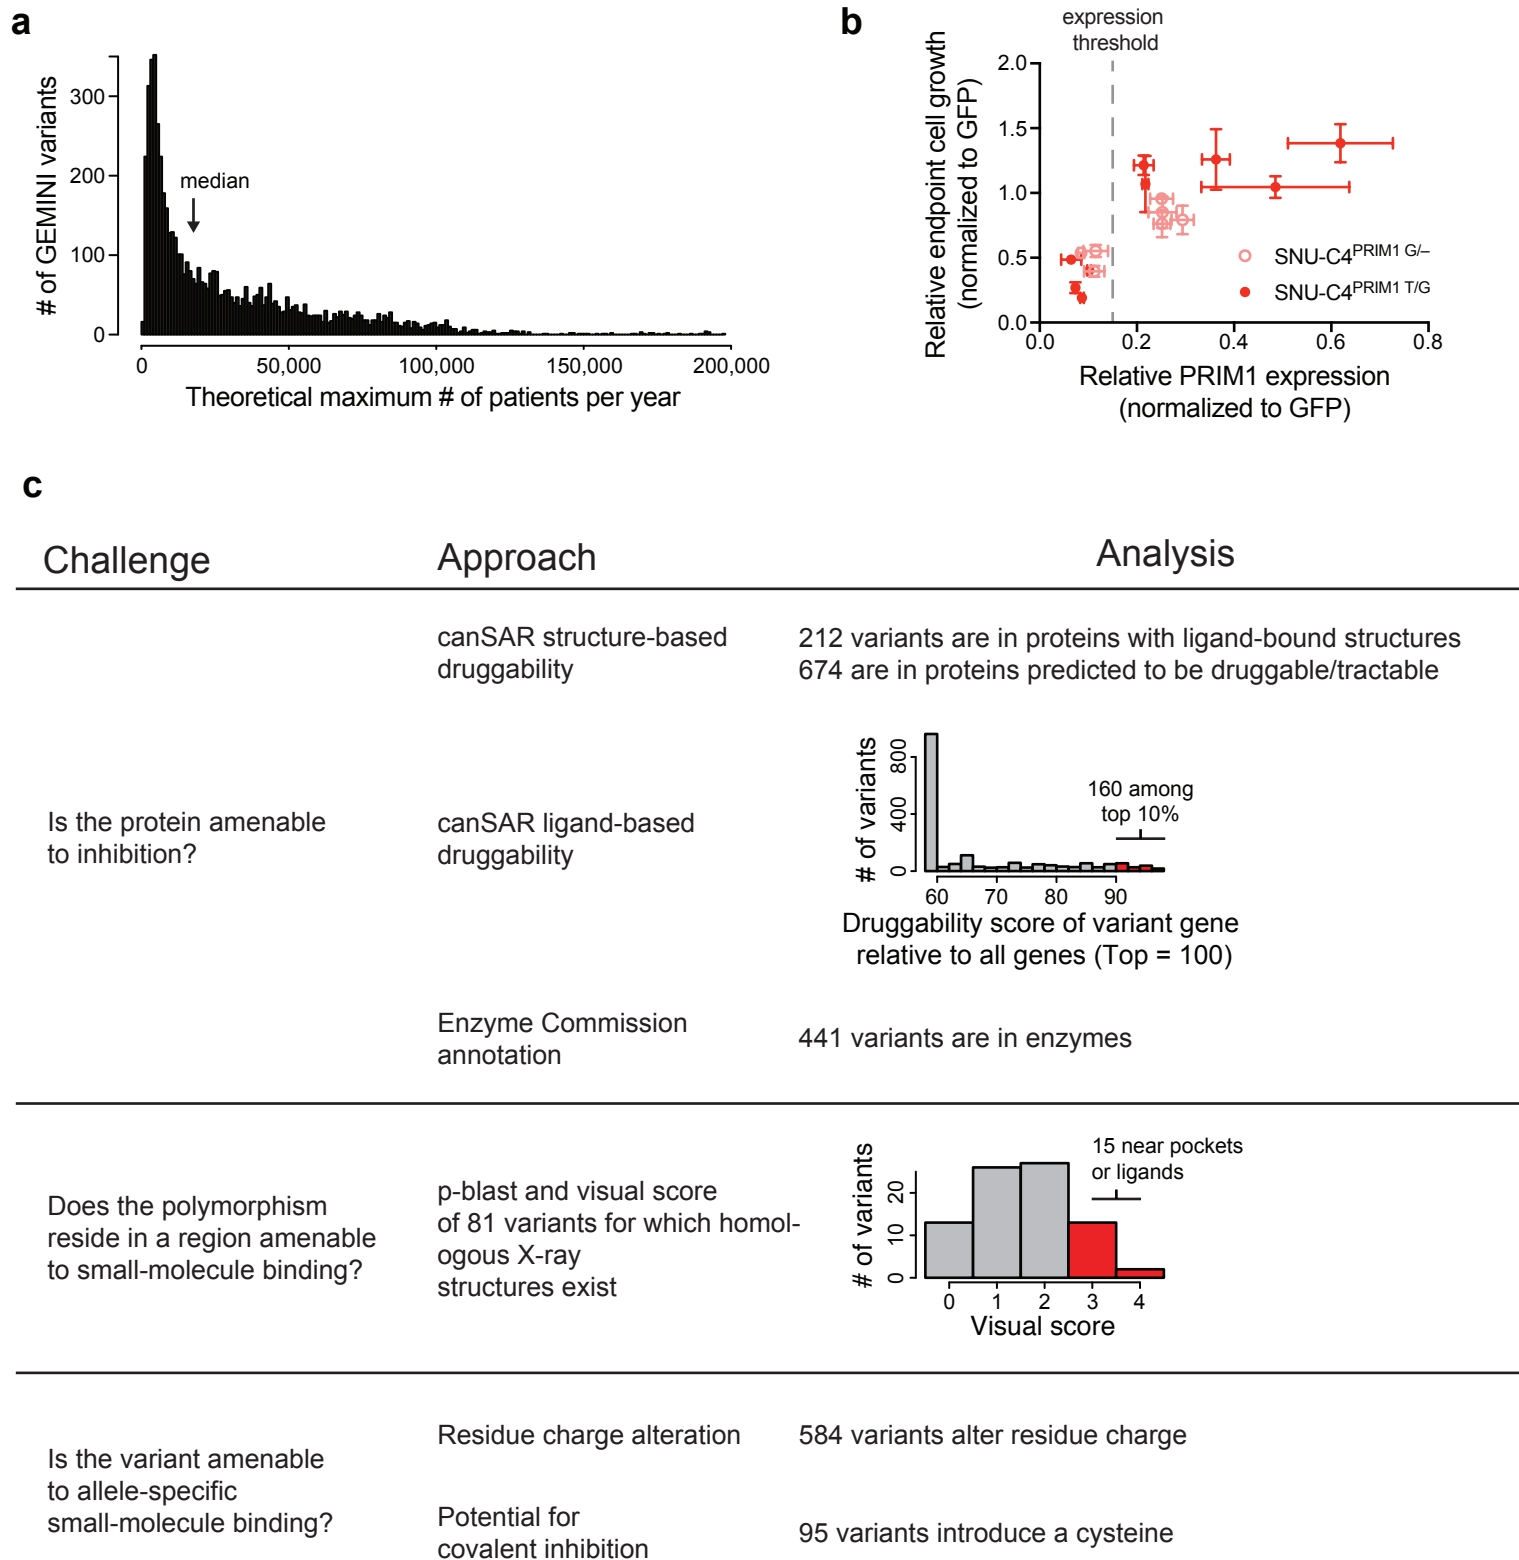 a
# of GEMINI variants
300
200
100
0
median
0
50,000
100,000
150,000
200,000
Theoretical maximum # of patients per year
b
expression
threshold
Relative endpoint cell growth
(normalized to GFP)
2.0
1.5
1.0
0.5
0.0
0.0
0.2
0.4
0.6
0.8
SNU-C4PRIM1 G/–
SNU-C4PRIM1 T/G
Relative PRIM1 expression
(normalized to GFP)
c
Challenge
Approach
Analysis
Is the protein amenable
to inhibition?
canSAR structure-based
druggability
212 variants are in proteins with ligand-bound structures
674 are in proteins predicted to be druggable/tractable
canSAR ligand-based
druggability
# of variants
800
400
0
160 among
top 10%
60
70
80
90
Druggability score of variant gene
relative to all genes (Top = 100)
Enzyme Commission
annotation
441 variants are in enzymes
Does the polymorphism
reside in a region amenable
to small-molecule binding?
p-blast and visual score
of 81 variants for which homol-
ogous X-ray
structures exist
# of variants
20
10
0
15 near pockets
or ligands
0
1
2
3
4
Visual score
Is the variant amenable
to allele-specific
small-molecule binding?
Residue charge alteration
584 variants alter residue charge
Potential for
covalent inhibition
95 variants introduce a cysteine